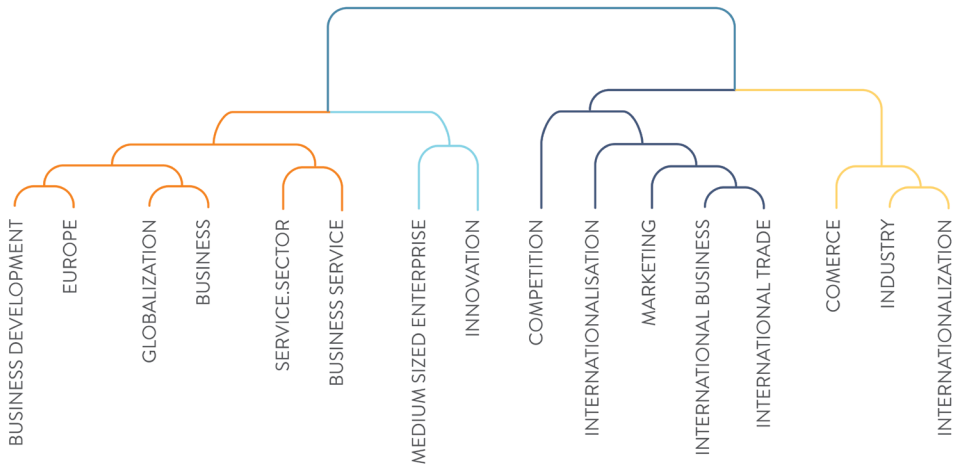 BUSINESS DEVELOPMENT
EUROPE
GLOBALIZATION
BUSINESS
SERVICE.SECTOR
BUSINESS SERVICE
MEDIUM SIZED ENTERPRISE
INNOVATION
COMPETITION
INTERNATIONALISATION
MARKETING
INTERNATIONAL BUSINESS
INTERNATIONAL TRADE
COMERCE
INDUSTRY
INTERNATIONALIZATION